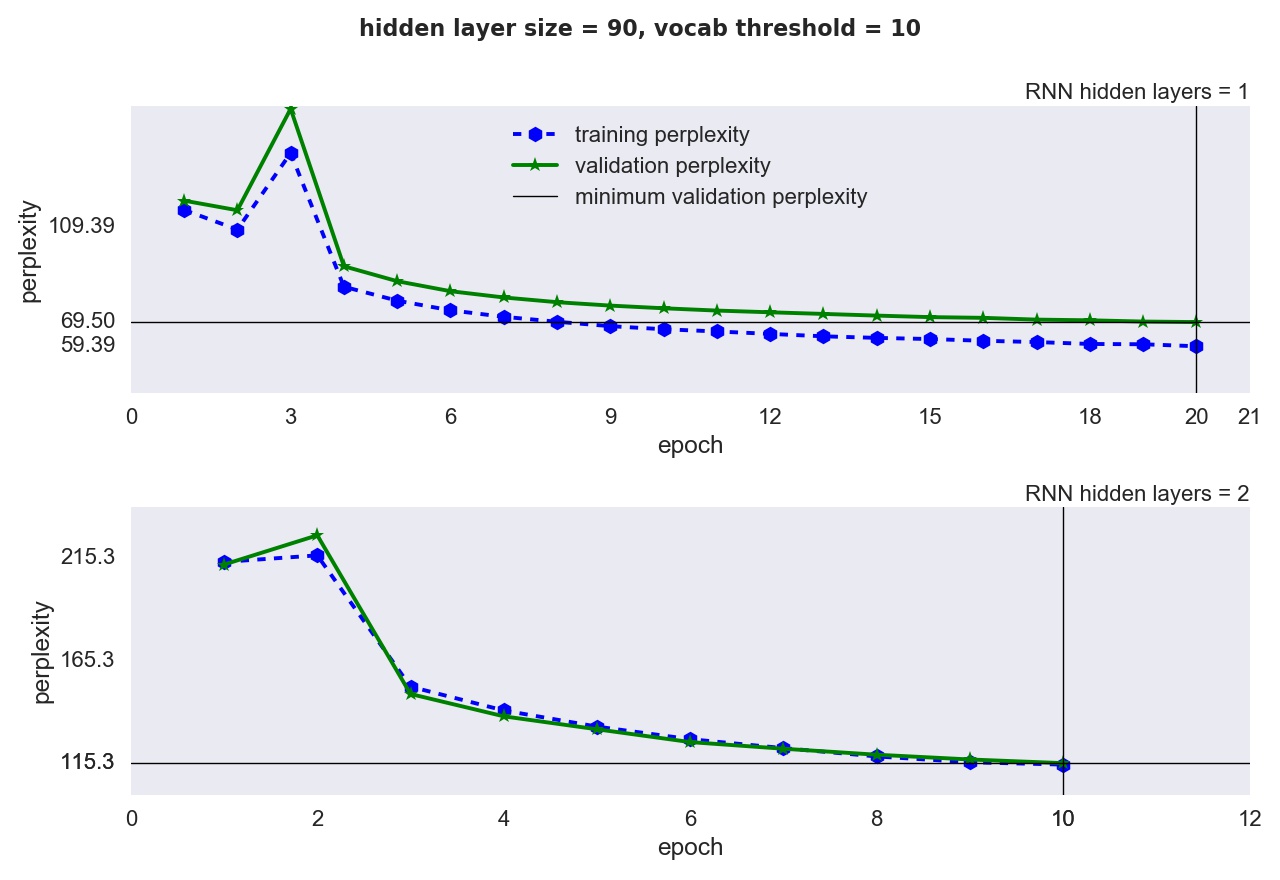 hidden layer size = 90, vocab threshold = 10
RNN hidden layers = 1
training perplexity
validation perplexity
minimum validation perplexity
perplexity
109.39
69.50
59.39
0 3 6 9 12 15 18 20 21
epoch
RNN hidden layers = 2
perplexity
215.3
165.3
115.3
0 2 4 6 8 10 12
epoch